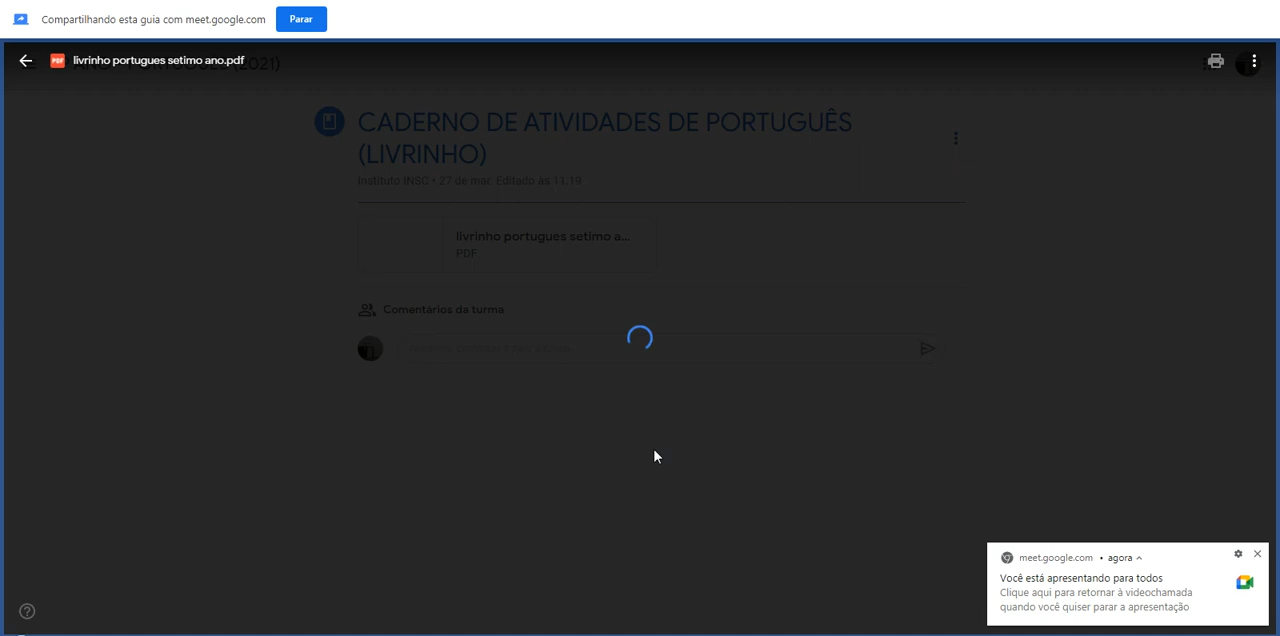 Compartilhando esta guia com meet.google.com
Parar
PDF livrinho portugues setimo ano.pdf
(2021)
CADERNO DE ATIVIDADES DE PORTUGUÊS
(LIVRINHO)
Instituto INSC • 27 de mar. Editado às 11:19
livrinho portugues setimo a...
PDF
Comentários da turma
meet.google.com • agora
Você está apresentando para todos
Clique aqui para retornar à videochamada
quando você quiser parar a apresentação